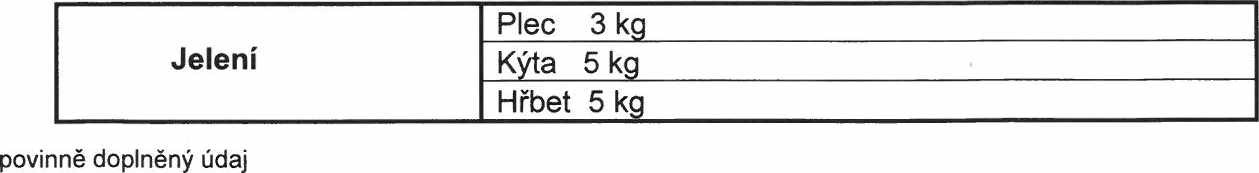 Jelení
Plec 3 kg
Kýta 5 kg
Hřbet 5 kg
povinně doplněný údaj